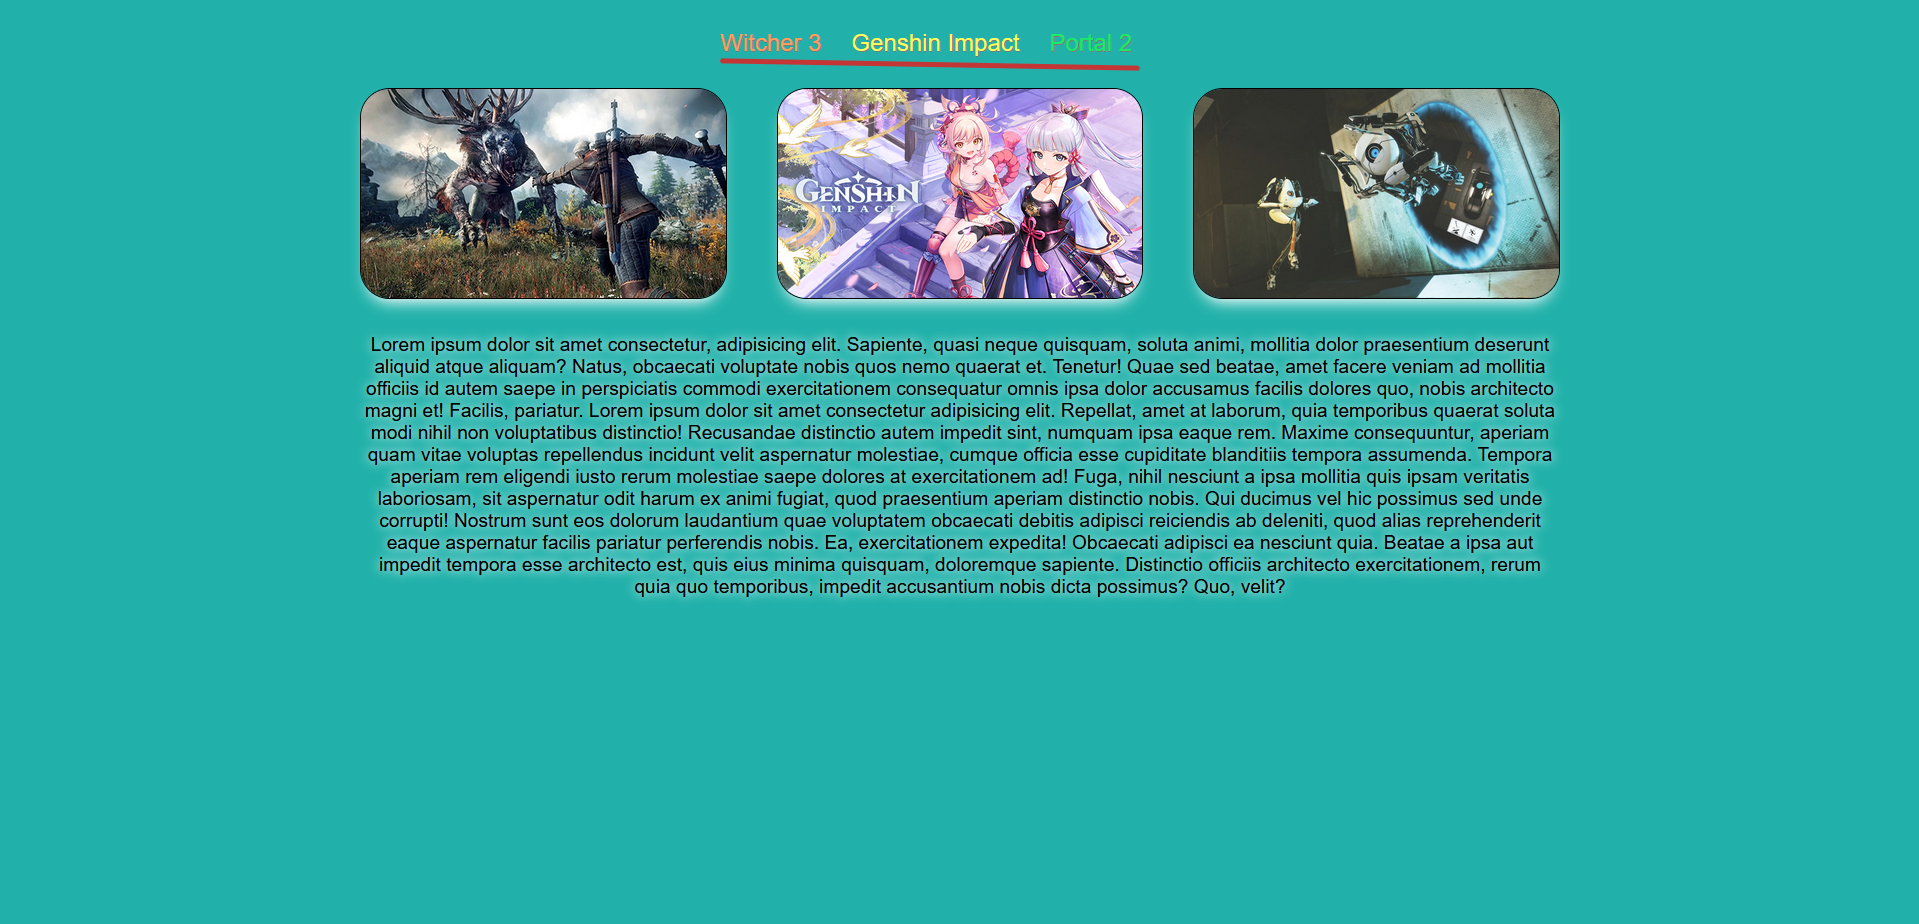 Witcher 3 Genshin Impact Portal 2
GENSHIN
IMPACT
Lorem ipsum dolor sit amet consectetur, adipisicing elit. Sapiente, quasi neque quisquam, soluta animi, mollitia dolor praesentium deserunt
aliquid atque aliquam? Natus, obcaecati voluptate nobis quos nemo quaerat et. Tenetur! Quae sed beatae, amet facere veniam ad mollitia
officiis id autem saepe in perspiciatis commodi exercitationem consequatur omnis ipsa dolor accusamus facilis dolores quo, nobis architecto
magni et! Facilis, pariatur. Lorem ipsum dolor sit amet consectetur adipisicing elit. Repellat, amet at laborum, quia temporibus quaerat soluta
modi nihil non voluptatibus distinctio! Recusandae distinctio autem impedit sint, numquam ipsa eaque rem. Maxime consequuntur, aperiam
quam vitae voluptas repellendus incidunt velit aspernatur molestiae, cumque officia esse cupiditate blanditiis tempora assumenda. Tempora
aperiam rem eligendi iusto rerum molestiae saepe dolores at exercitationem ad! Fuga, nihil nesciunt a ipsa mollitia quis ipsam veritatis
laboriosam, sit aspernatur odit harum ex animi fugiat, quod praesentium aperiam distinctio nobis. Qui ducimus vel hic possimus sed unde
corrupti! Nostrum sunt eos dolorum laudantium quae voluptatem obcaecati debitis adipisci reiciendis ab deleniti, quod alias reprehenderit
eaque aspernatur facilis pariatur perferendis nobis. Ea, exercitationem expedita! Obcaecati adipisci ea nesciunt quia. Beatae a ipsa aut
impedit tempora esse architecto est, quis eius minima quisquam, doloremque sapiente. Distinctio officiis architecto exercitationem, rerum
quia quo temporibus, impedit accusantium nobis dicta possimus? Quo, velit?